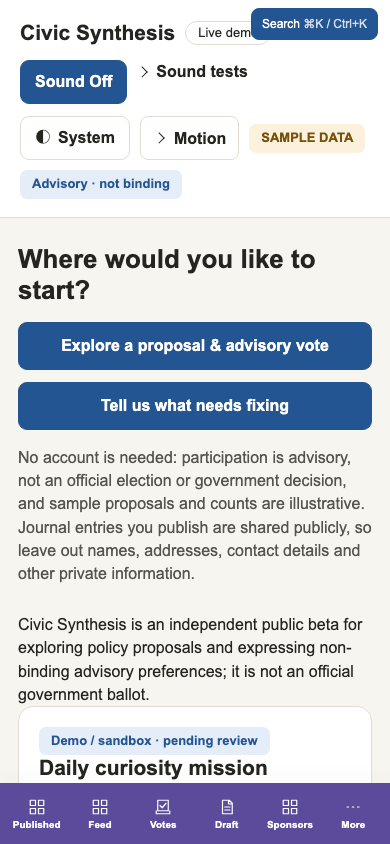 Civic Synthesis
Live dem
Search ⌘K / Ctrl+K
Sound Off
Sound tests
System
Motion
SAMPLE DATA
Advisory · not binding
Where would you like to
start?
Explore a proposal & advisory vote
Tell us what needs fixing
No account is needed: participation is advisory,
not an official election or government decision,
and sample proposals and counts are illustrative.
Journal entries you publish are shared publicly, so
leave out names, addresses, contact details and
other private information.
Civic Synthesis is an independent public beta for
exploring policy proposals and expressing non-
binding advisory preferences; it is not an official
government ballot.
Demo / sandbox · pending review
Daily curiosity mission
Published
Feed
Votes
Draft
Sponsors
More